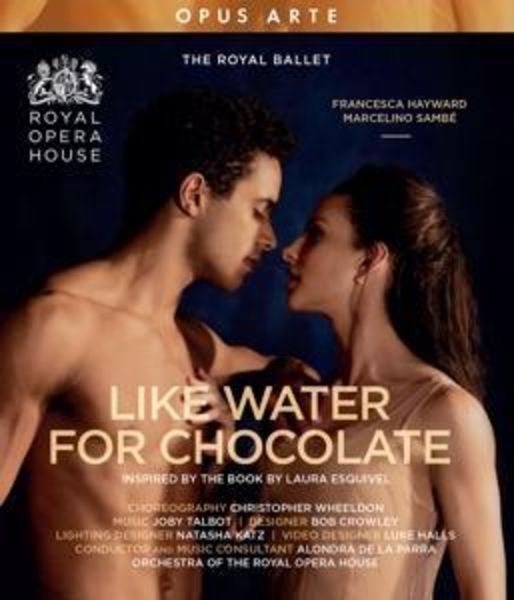 OPUS ARTE
THE ROYAL BALLET
ROYAL
OPERA
HOUSE
FRANCESCA HAYWARD
MARCELINO SAMBÉ
LIKE WATER
FOR CHOCOLATE
INSPIRED BY THE BOOK BY LAURA ESQUIVEL
CHOREOGRAPHY CHRISTOPHER WHEELDON
MUSIC JOBY TALBOT | DESIGNER BOB CROWLEY
LIGHTING DESIGNER NATASHA KATZ | VIDEO DESIGNER LUKE HALLS
CONDUCTOR AND MUSIC CONSULTANT ALONDRA DE LA PARRA
ORCHESTRA OF THE ROYAL OPERA HOUSE